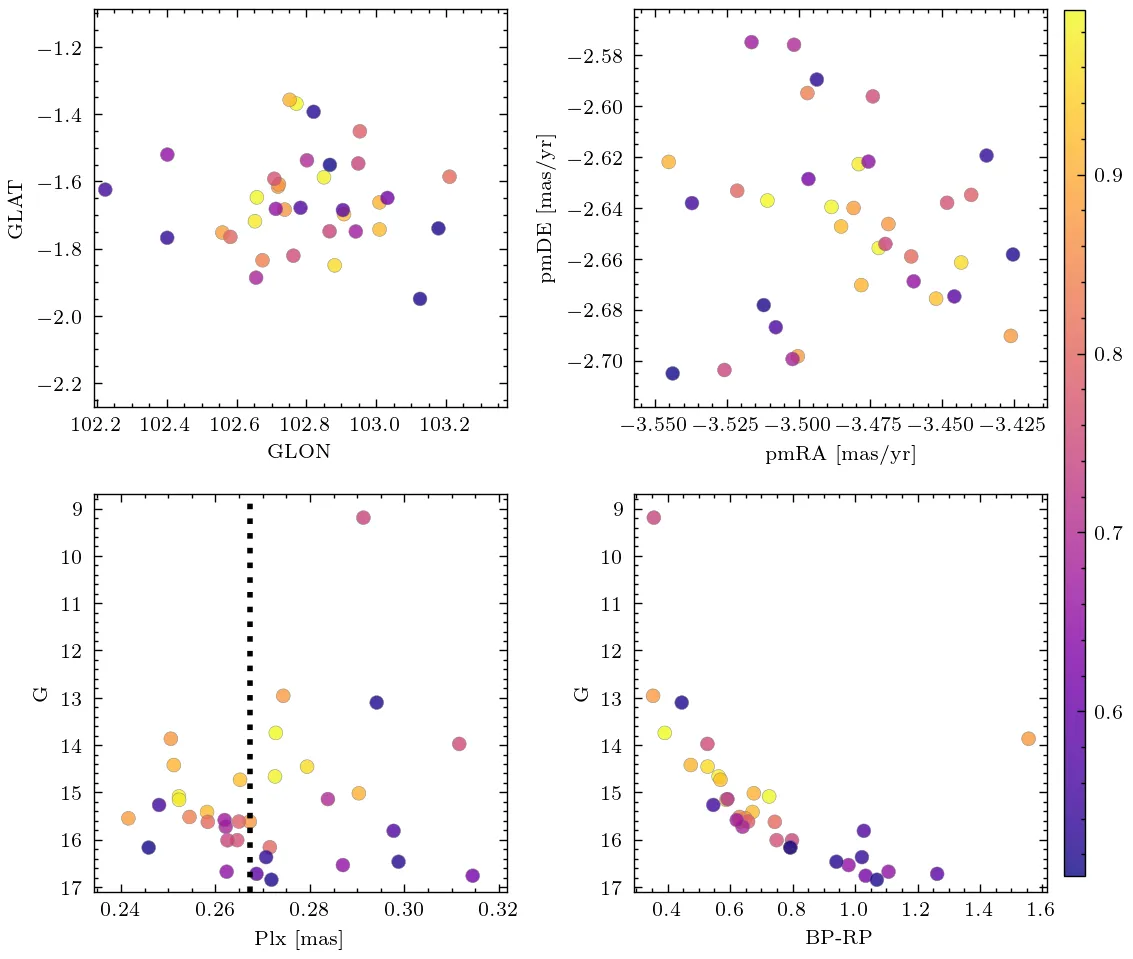 −1.2
−1.4
−1.6
−1.8
−2.0
−2.2
GLAT
102.2 102.4 102.6 102.8 103.0 103.2
GLON
−2.58
−2.60
−2.62
−2.64
−2.66
−2.68
−2.70
pmDE [mas/yr]
−3.550 −3.525 −3.500 −3.475 −3.450 −3.425
pmRA [mas/yr]
9
10
11
12
13
14
15
16
17
G
0.24 0.26 0.28 0.30 0.32
Plx [mas]
9
10
11
12
13
14
15
16
17
G
0.4 0.6 0.8 1.0 1.2 1.4 1.6
BP-RP
0.9
0.8
0.7
0.6